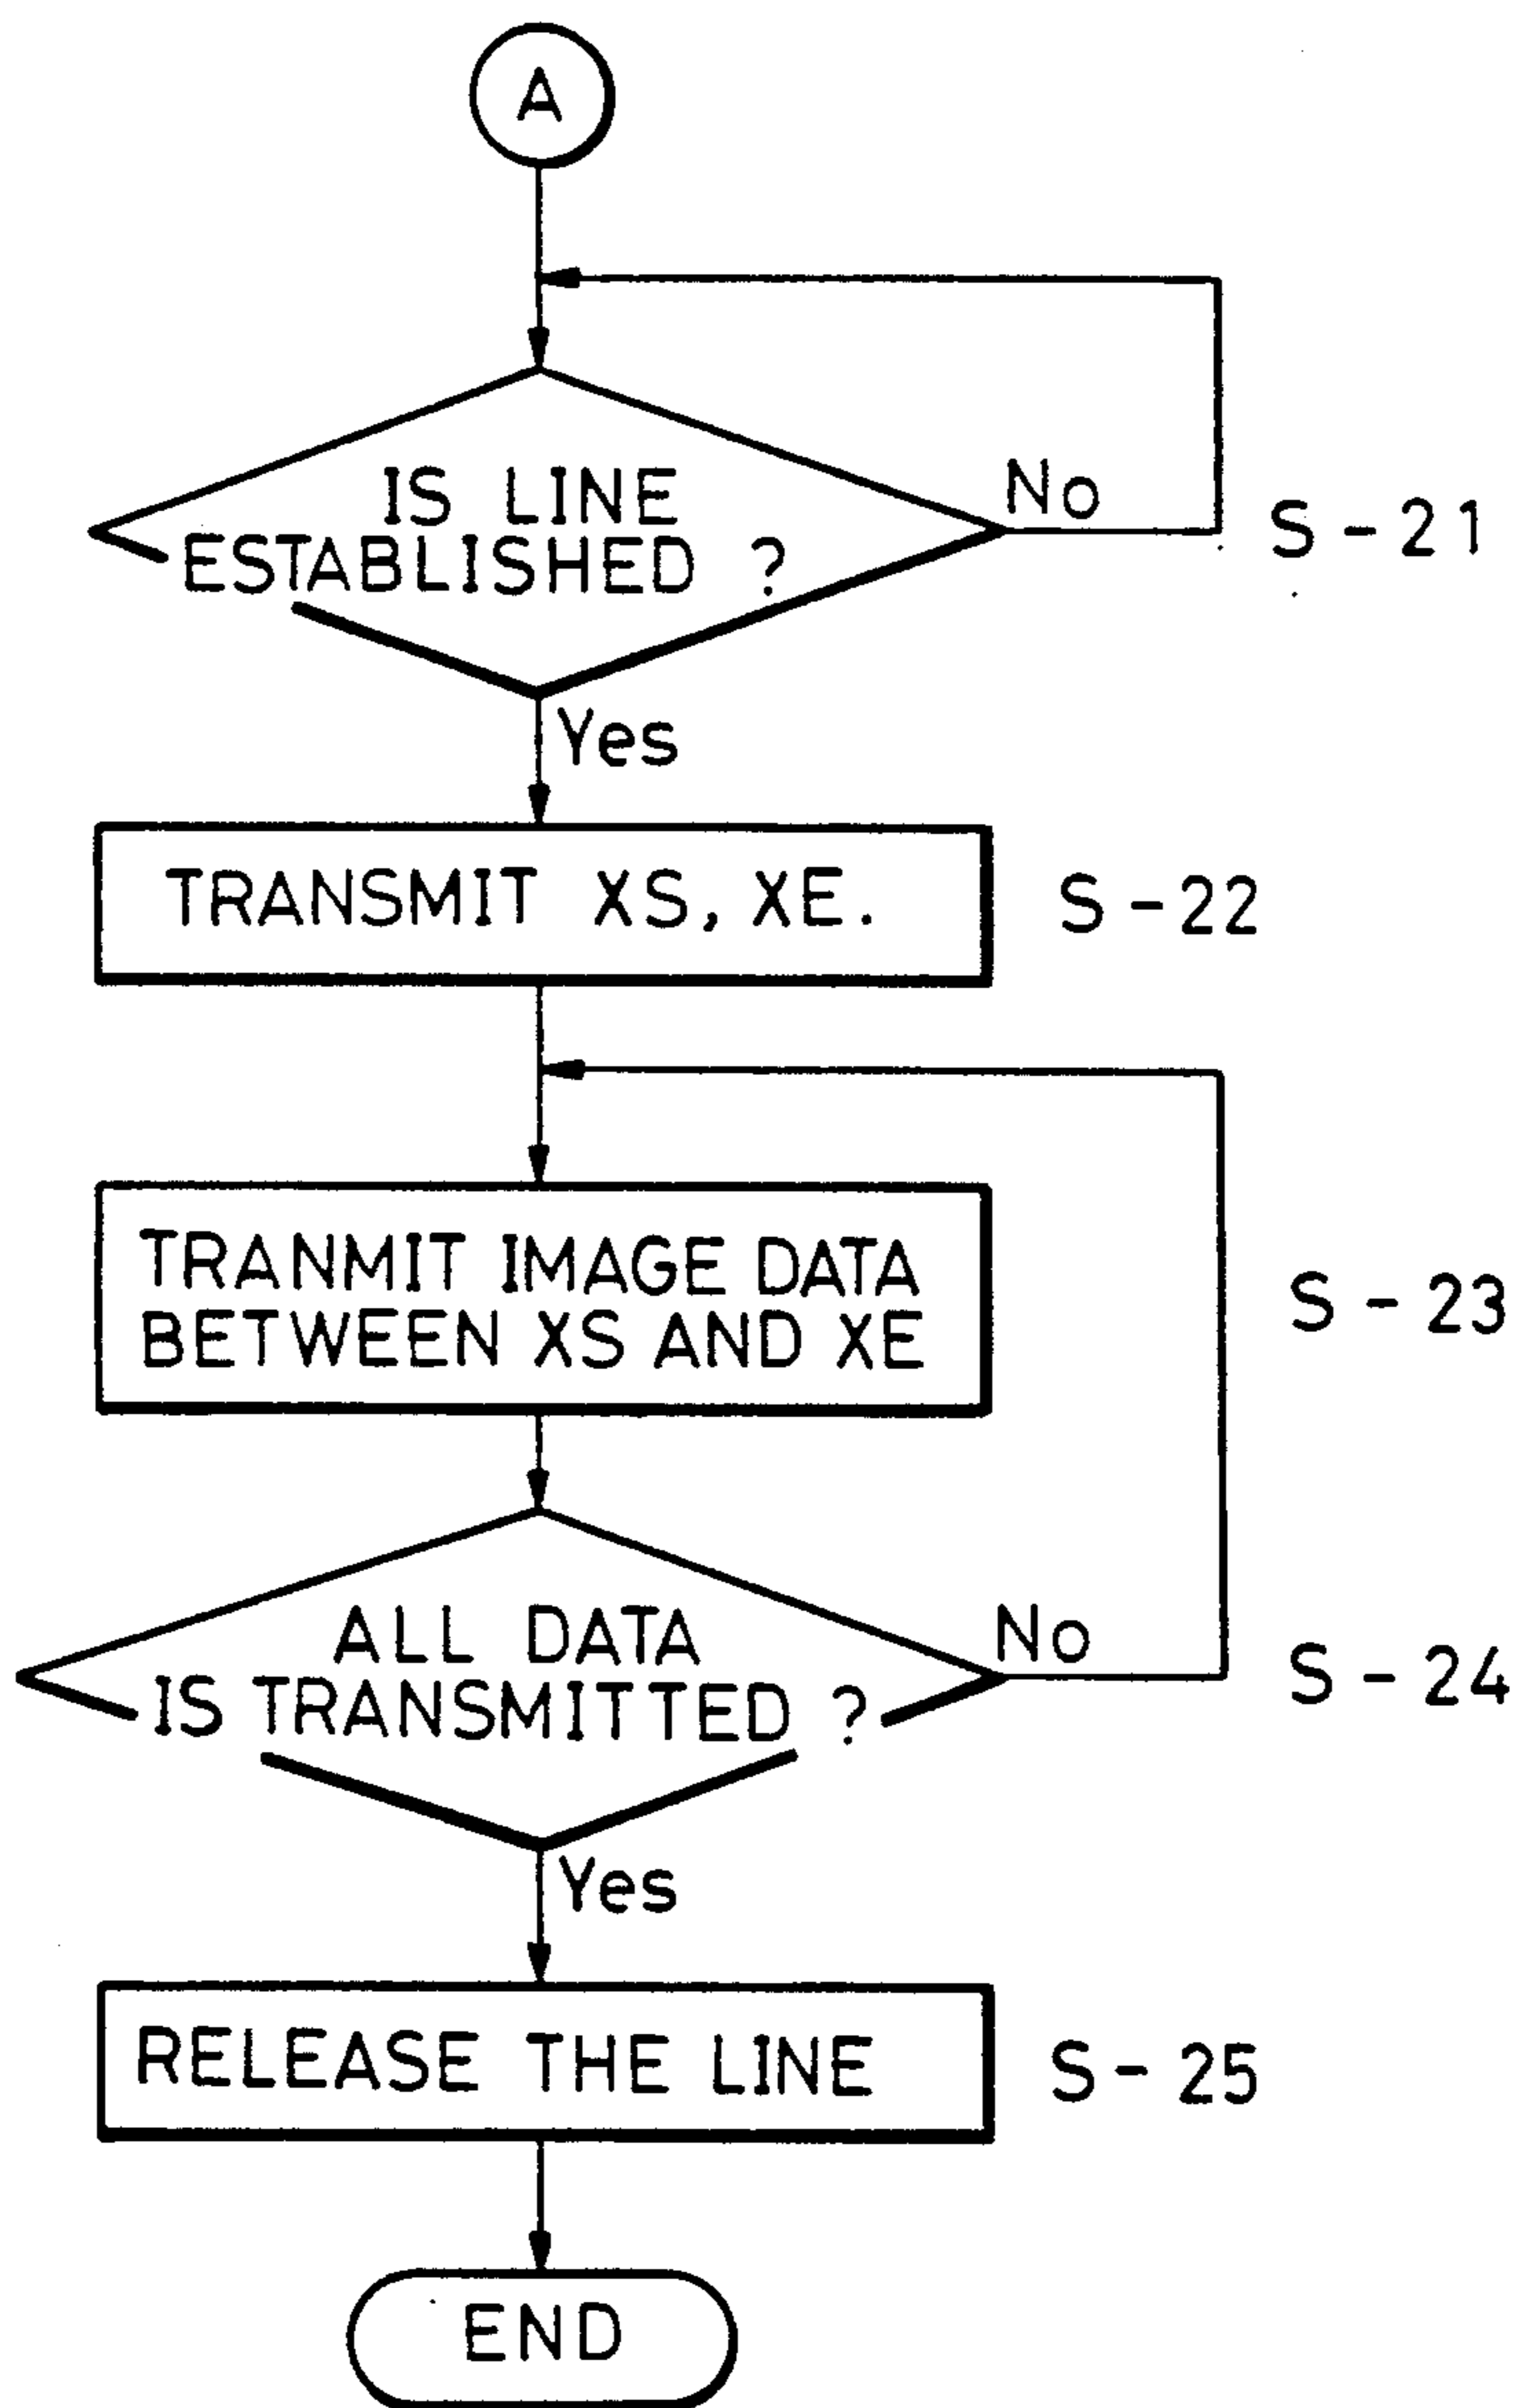 A
IS LINE
ESTABLISHED ?
No
S-21
Yes
TRANSMIT XS, XE.
S-22
TRANMIT IMAGE DATA
BETWEEN XS AND XE
S-23
ALL DATA
IS TRANSMITTED ?
No
S-24
Yes
RELEASE THE LINE
S-25
END